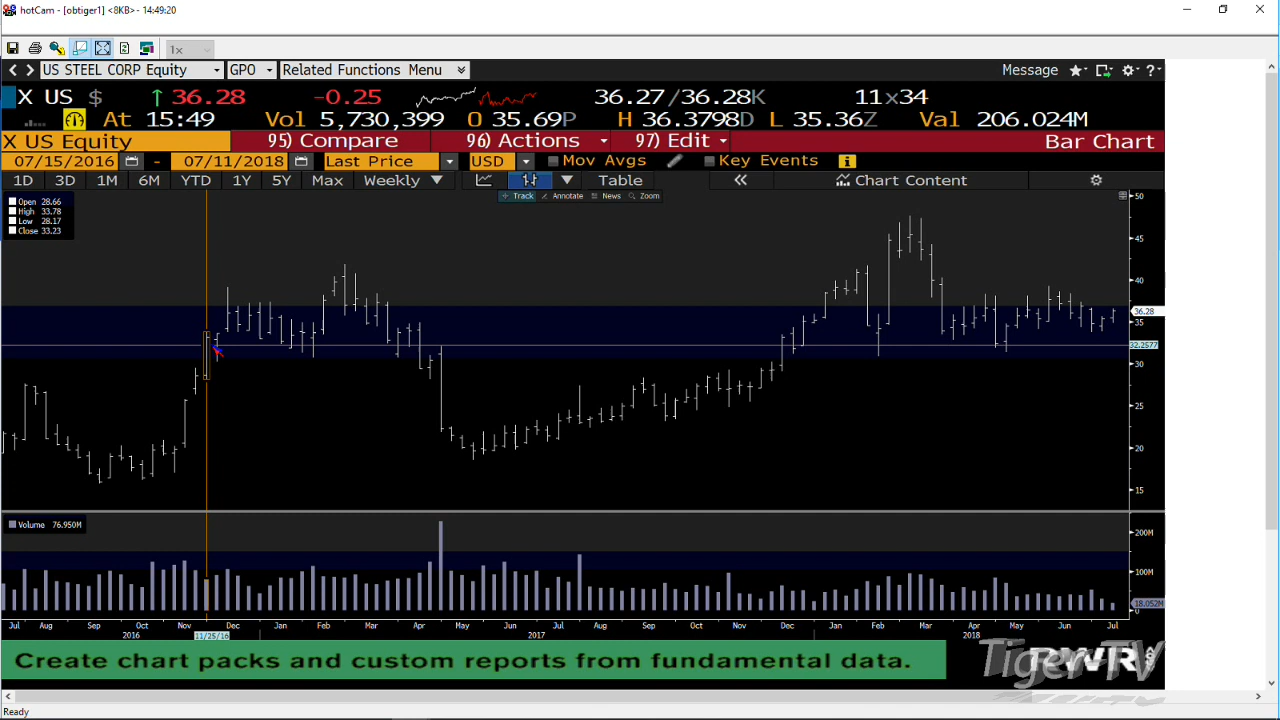 hotCam - [obtiger1] <8KB> - 14:49:20
1x
US STEEL CORP Equity GPO Related Functions Menu Message
X US $ ↑ 36.28 -0.25 36.27/36.28K 11x34
At 15:49 Vol 5,730,399 O 35.69P H 36.3798D L 35.36Z Val 206.024M
X US Equity 95) Compare 96) Actions 97) Edit Bar Chart
07/15/2016 - 07/11/2018 Last Price USD Mov Avgs Key Events
1D 3D 1M 6M YTD 1Y 5Y Max Weekly Table « Chart Content
Track Annotate News Zoom
Open 28.66
High 33.78
Low 28.17
Close 33.23
50
45
40
36.28
35
32.2577
30
25
20
15
Volume 76.950M
200M
100M
18.052M
0
Jul Aug Sep Oct Nov Dec Jan Feb Mar Apr May Jun Jul Aug Sep Oct Nov Dec Jan Feb Mar Apr May Jun Jul
2016 11/25/16 2017 2018
Create chart packs and custom reports from fundamental data.
Tiger-TV
Ready